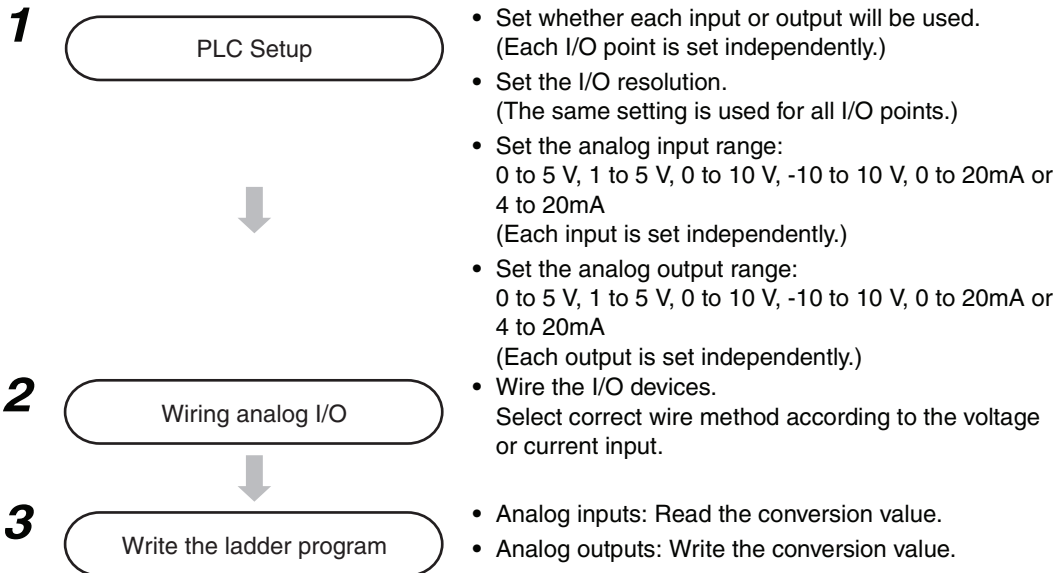 1
PLC Setup
• Set whether each input or output will be used.
(Each I/O point is set independently.)
• Set the I/O resolution.
(The same setting is used for all I/O points.)
• Set the analog input range:
0 to 5 V, 1 to 5 V, 0 to 10 V, -10 to 10 V, 0 to 20mA or
4 to 20mA
(Each input is set independently.)
• Set the analog output range:
0 to 5 V, 1 to 5 V, 0 to 10 V, -10 to 10 V, 0 to 20mA or
4 to 20mA
(Each output is set independently.)
2
Wiring analog I/O
• Wire the I/O devices.
Select correct wire method according to the voltage
or current input.
3
Write the ladder program
• Analog inputs: Read the conversion value.
• Analog outputs: Write the conversion value.